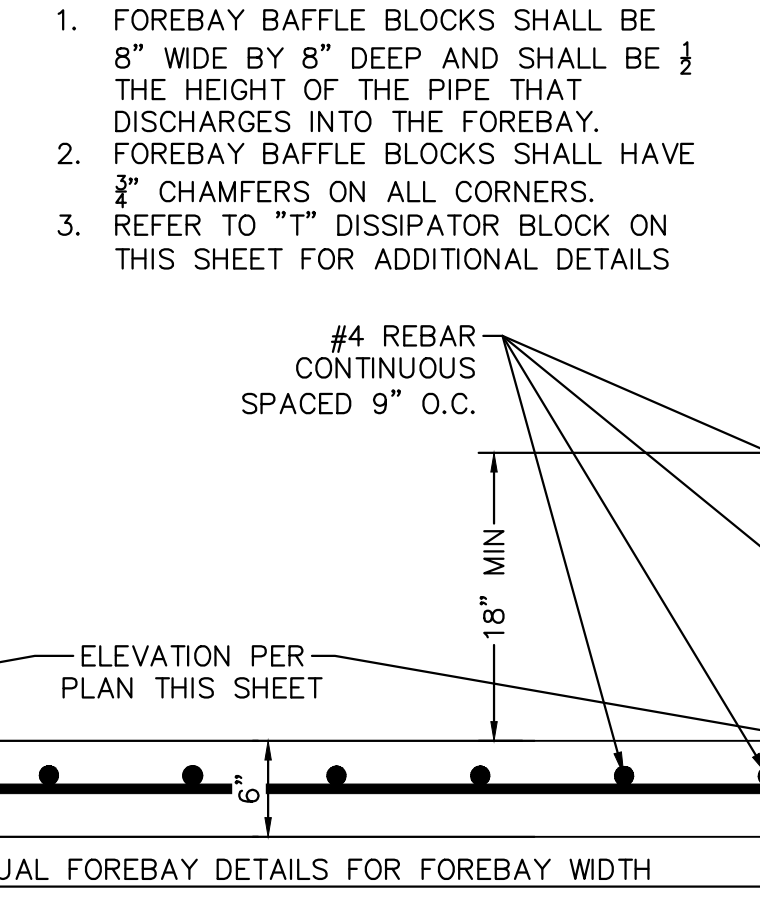 1. FOREBAY BAFFLE BLOCKS SHALL BE
8” WIDE BY 8” DEEP AND SHALL BE ½
THE HEIGHT OF THE PIPE THAT
DISCHARGES INTO THE FOREBAY.
2. FOREBAY BAFFLE BLOCKS SHALL HAVE
¾” CHAMFERS ON ALL CORNERS.
3. REFER TO ”T” DISSIPATOR BLOCK ON
THIS SHEET FOR ADDITIONAL DETAILS
#4 REBAR
CONTINUOUS
SPACED 9” O.C.
18” MIN
ELEVATION PER
PLAN THIS SHEET
6”
UAL FOREBAY DETAILS FOR FOREBAY WIDTH